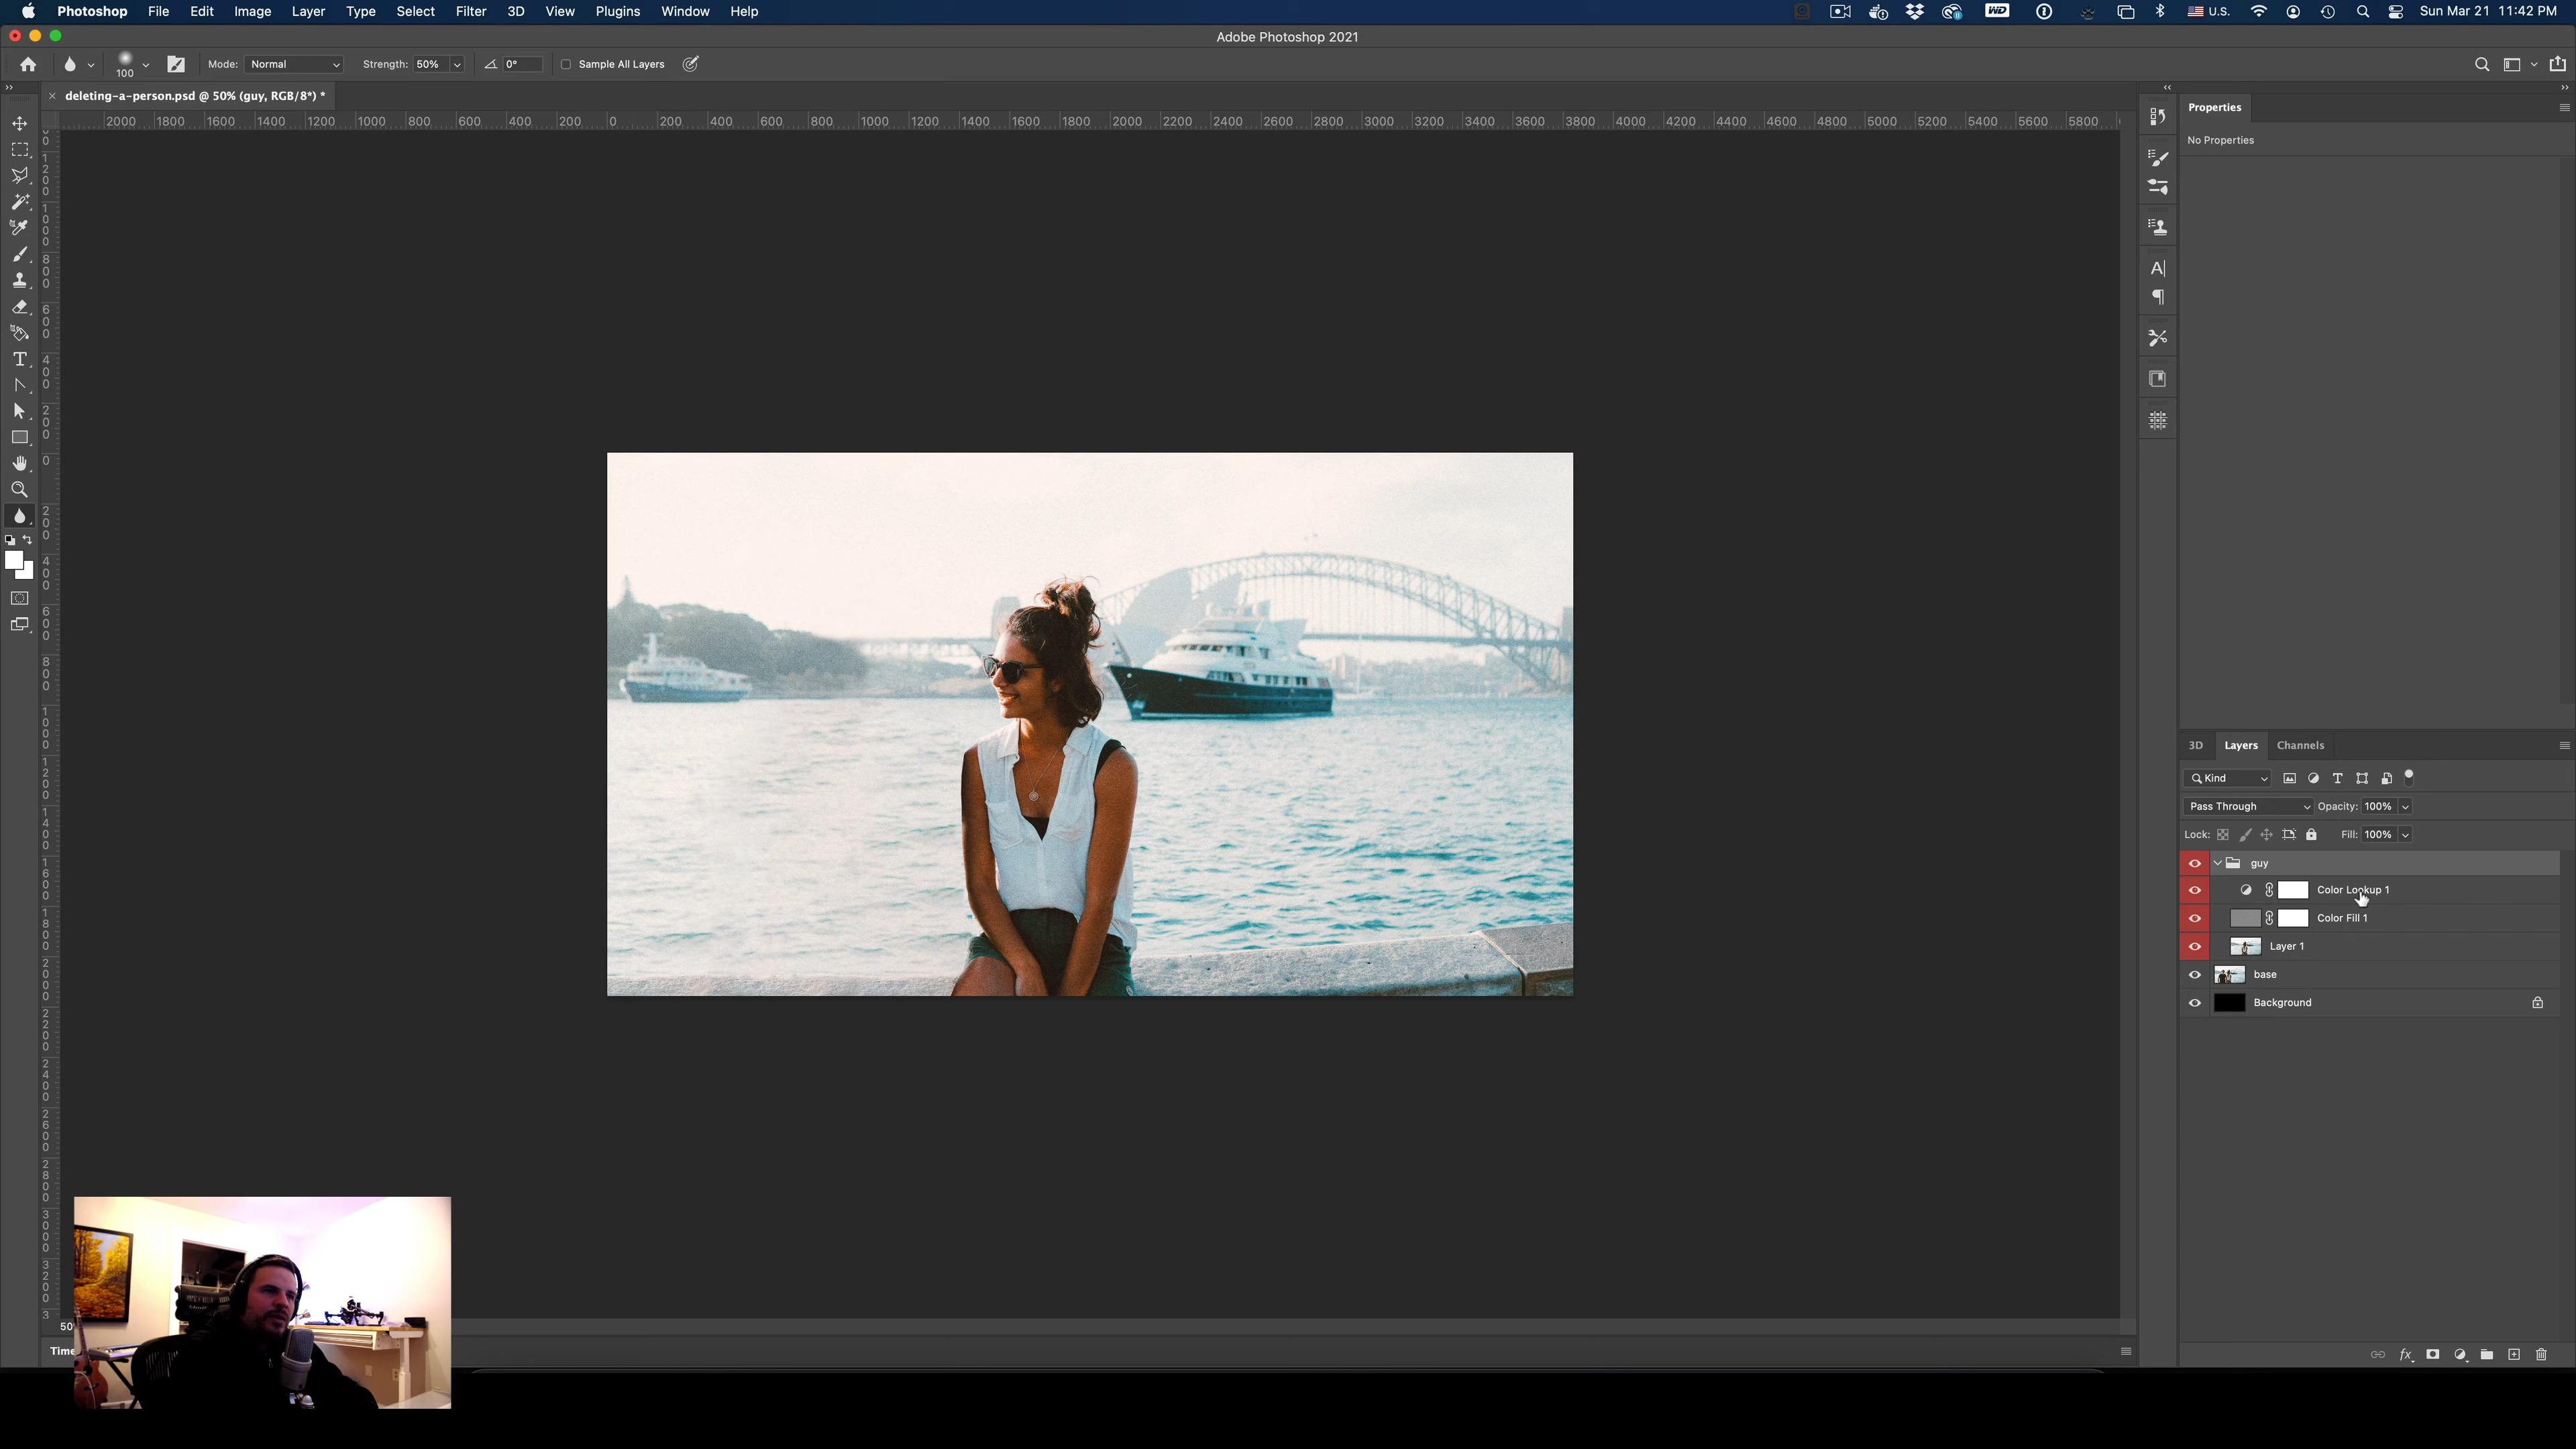 Photoshop File Edit Image Layer Type Select Filter 3D View Plugins Window Help WD U.S. Sun Mar 21 11:42 PM
Adobe Photoshop 2021
100 Mode: Normal Strength: 50% 0° Sample All Layers
× deleting-a-person.psd @ 50% (guy, RGB/8*) *
2000 1800 1600 1400 1200 1000 800 600 400 200 0 200 400 600 800 1000 1200 1400 1600 1800 2000 2200 2400 2600 2800 3000 3200 3400 3600 3800 4000 4200 4400 4600 4800 5000 5200 5400 5600 5800
Properties
No Properties
3D Layers Channels
Kind
Pass Through Opacity: 100%
Lock: Fill: 100%
guy
Color Lookup 1
Color Fill 1
Layer 1
base
Background
50
Time